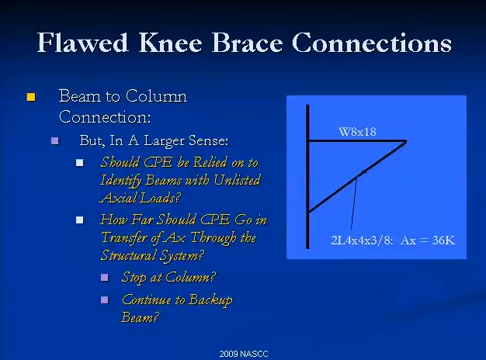 Flawed Knee Brace Connections
Beam to Column
Connection:
But, In A Larger Sense:
Should CPE be Relied on to
Identify Beams with Unlisted
Axial Loads?
How Far Should CPE Go in
Transfer of Ax Through the
Structural System?
Stop at Column?
Continue to Backup
Beam?
W8x18
2L4x4x3/8: Ax = 36K
2009 NASCC